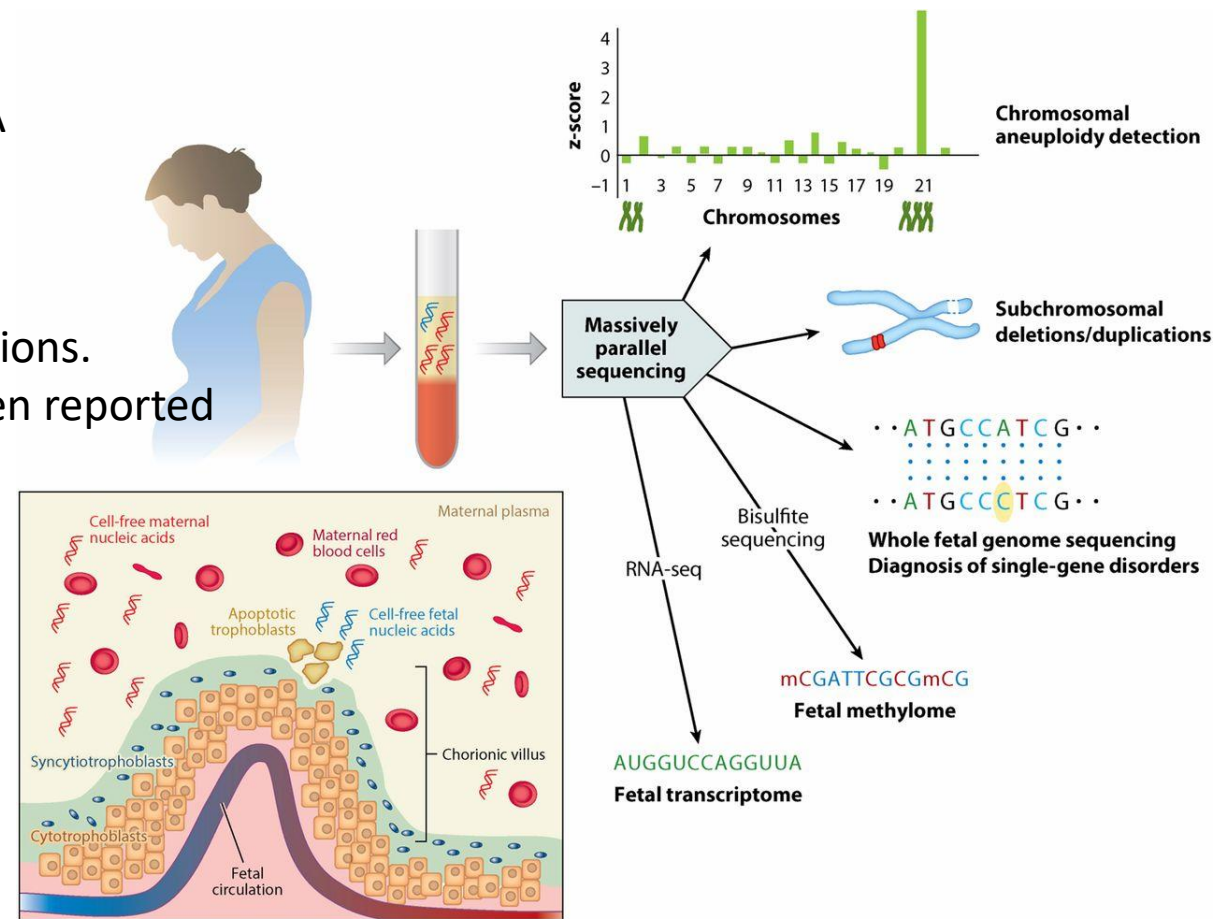 A
ions.
en reported
4
3
2
1
0
−1
z-score
1 3 5 7 9 11 13 15 17 19 21
Chromosomes
Chromosomal
aneuploidy detection
Massively
parallel
sequencing
Subchromosomal
deletions/duplications
··ATGCCATCG··
··ATGCCCTCG··
Whole fetal genome sequencing
Diagnosis of single-gene disorders
Bisulfite
sequencing
RNA-seq
mCGATTCGCGmCG
Fetal methylome
AUGGUCCAGGUUA
Fetal transcriptome
Cell-free maternal
nucleic acids
Maternal red
blood cells
Maternal plasma
Apoptotic
trophoblasts
Cell-free fetal
nucleic acids
Syncytiotrophoblasts
Chorionic villus
Cytotrophoblasts
Fetal
circulation